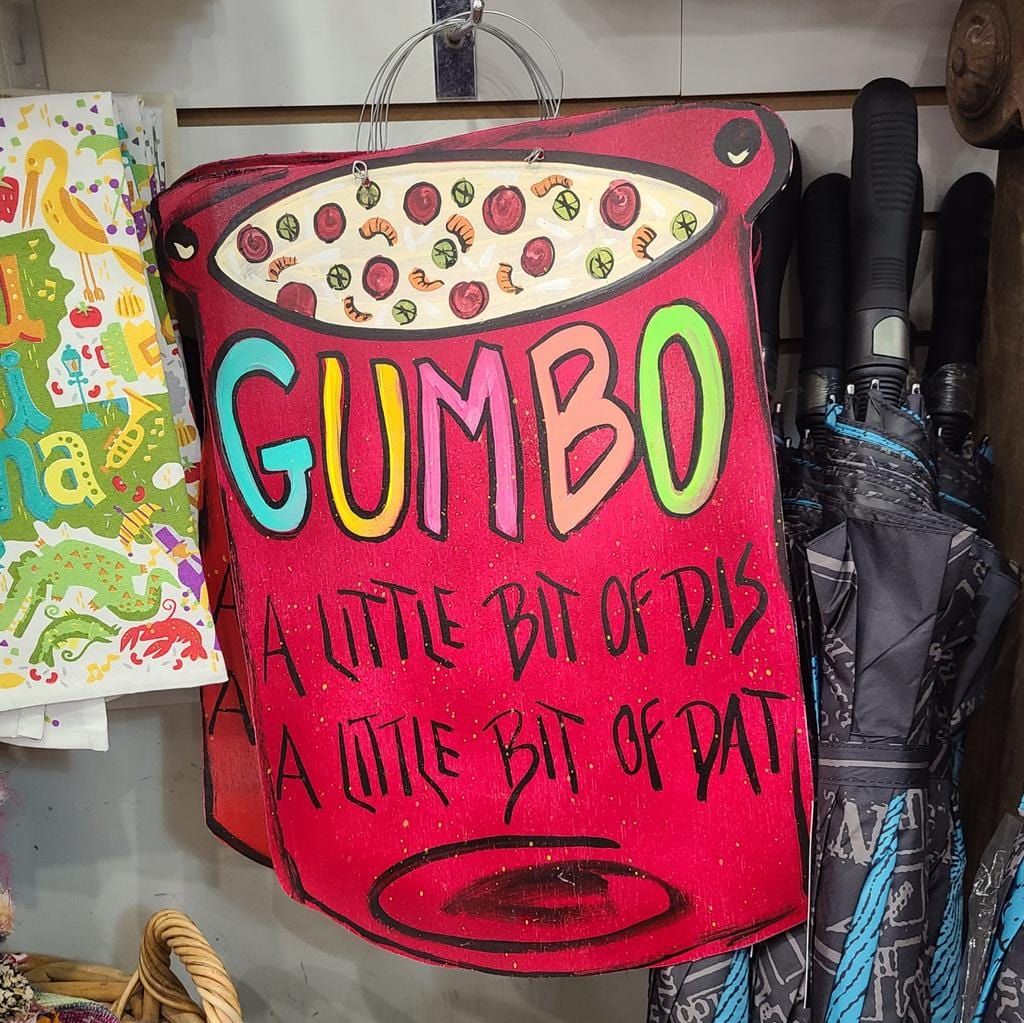 GUMBO
A LITTLE BIT OF DIS
A LITTLE BIT OF DAT
A
A